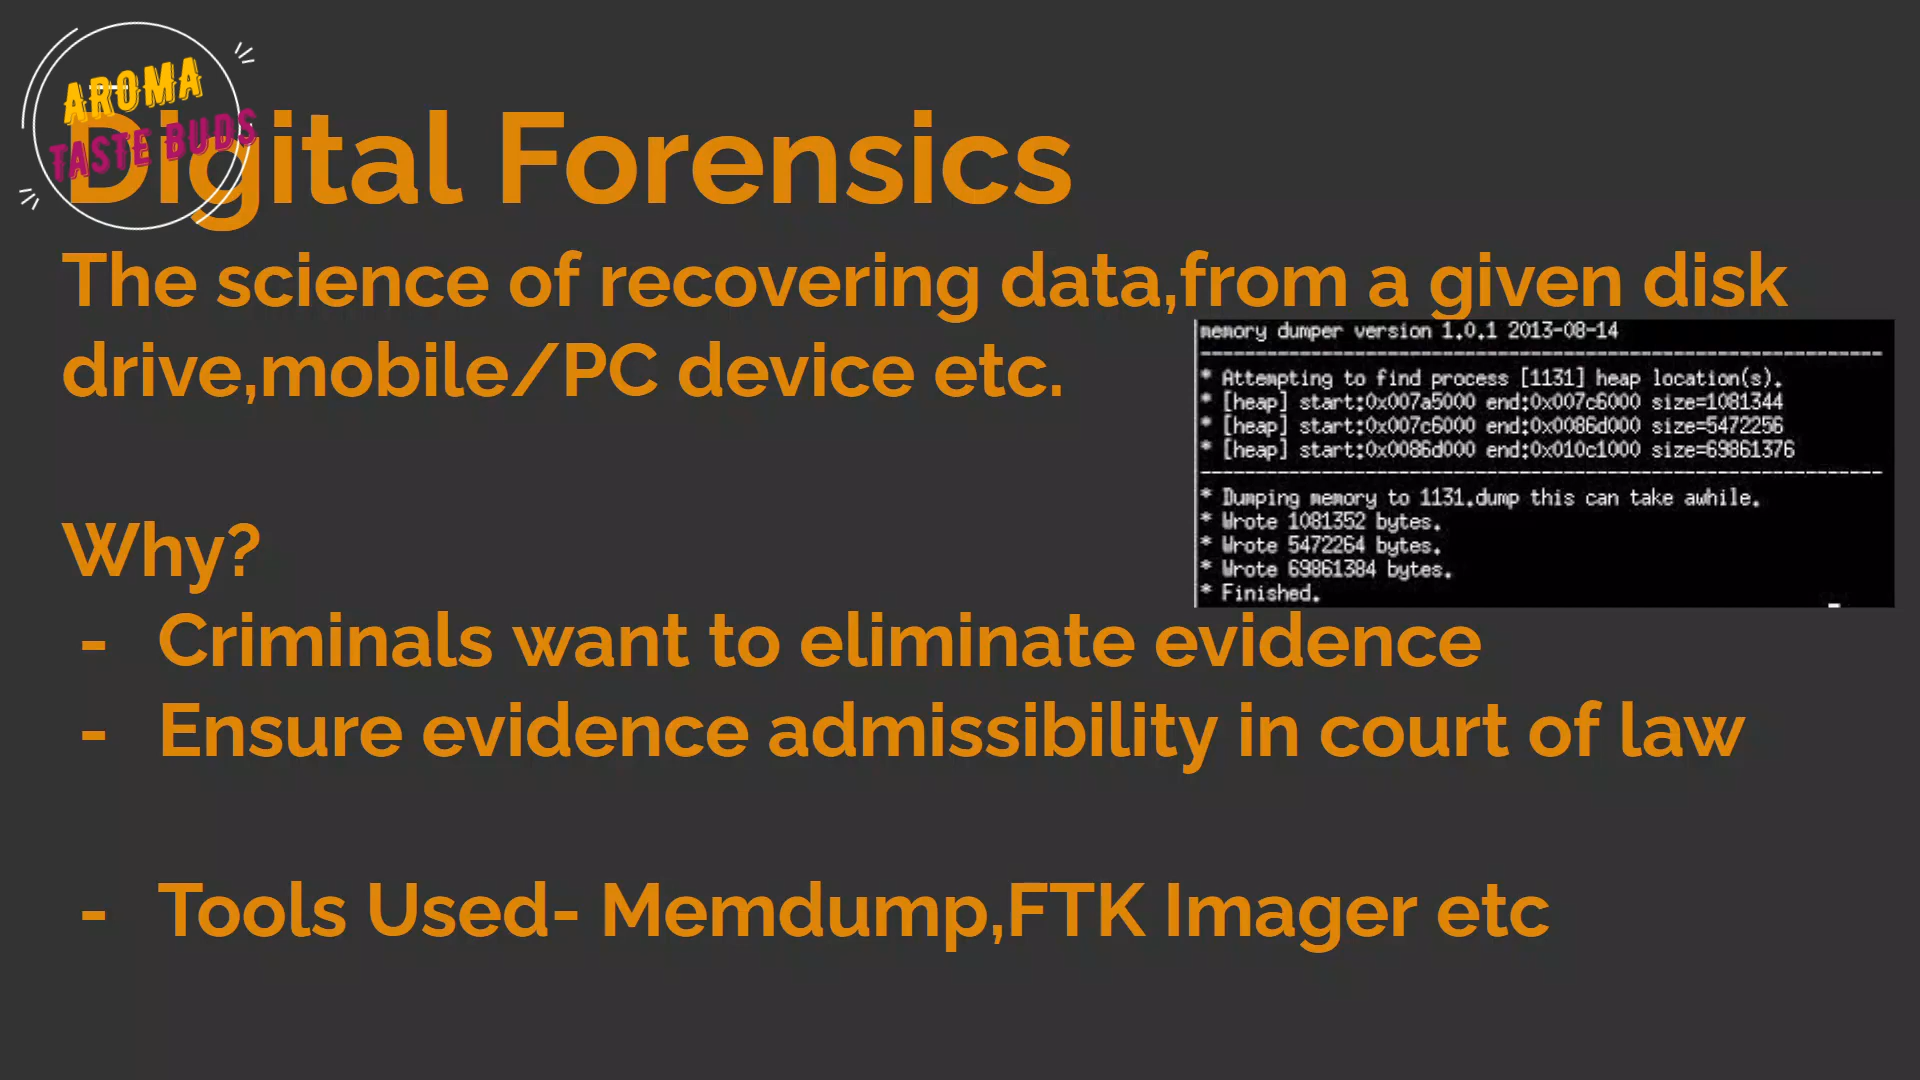 AROMA
TASTE BUDS
Digital Forensics
The science of recovering data,from a given disk
drive,mobile/PC device etc.
memory dumper version 1.0.1 2013-08-14
* Attempting to find process [1131] heap location(s).
* [heap] start:0x007a5000 end:0x007c6000 size=1081344
* [heap] start:0x007c6000 end:0x0086d000 size=5472256
* [heap] start:0x0086d000 end:0x010c1000 size=69861376
* Dumping memory to 1131.dump this can take awhile.
* Wrote 1081352 bytes.
* Wrote 5472264 bytes.
* Wrote 69861384 bytes.
* Finished.
Why?
- Criminals want to eliminate evidence
- Ensure evidence admissibility in court of law
- Tools Used- Memdump,FTK Imager etc